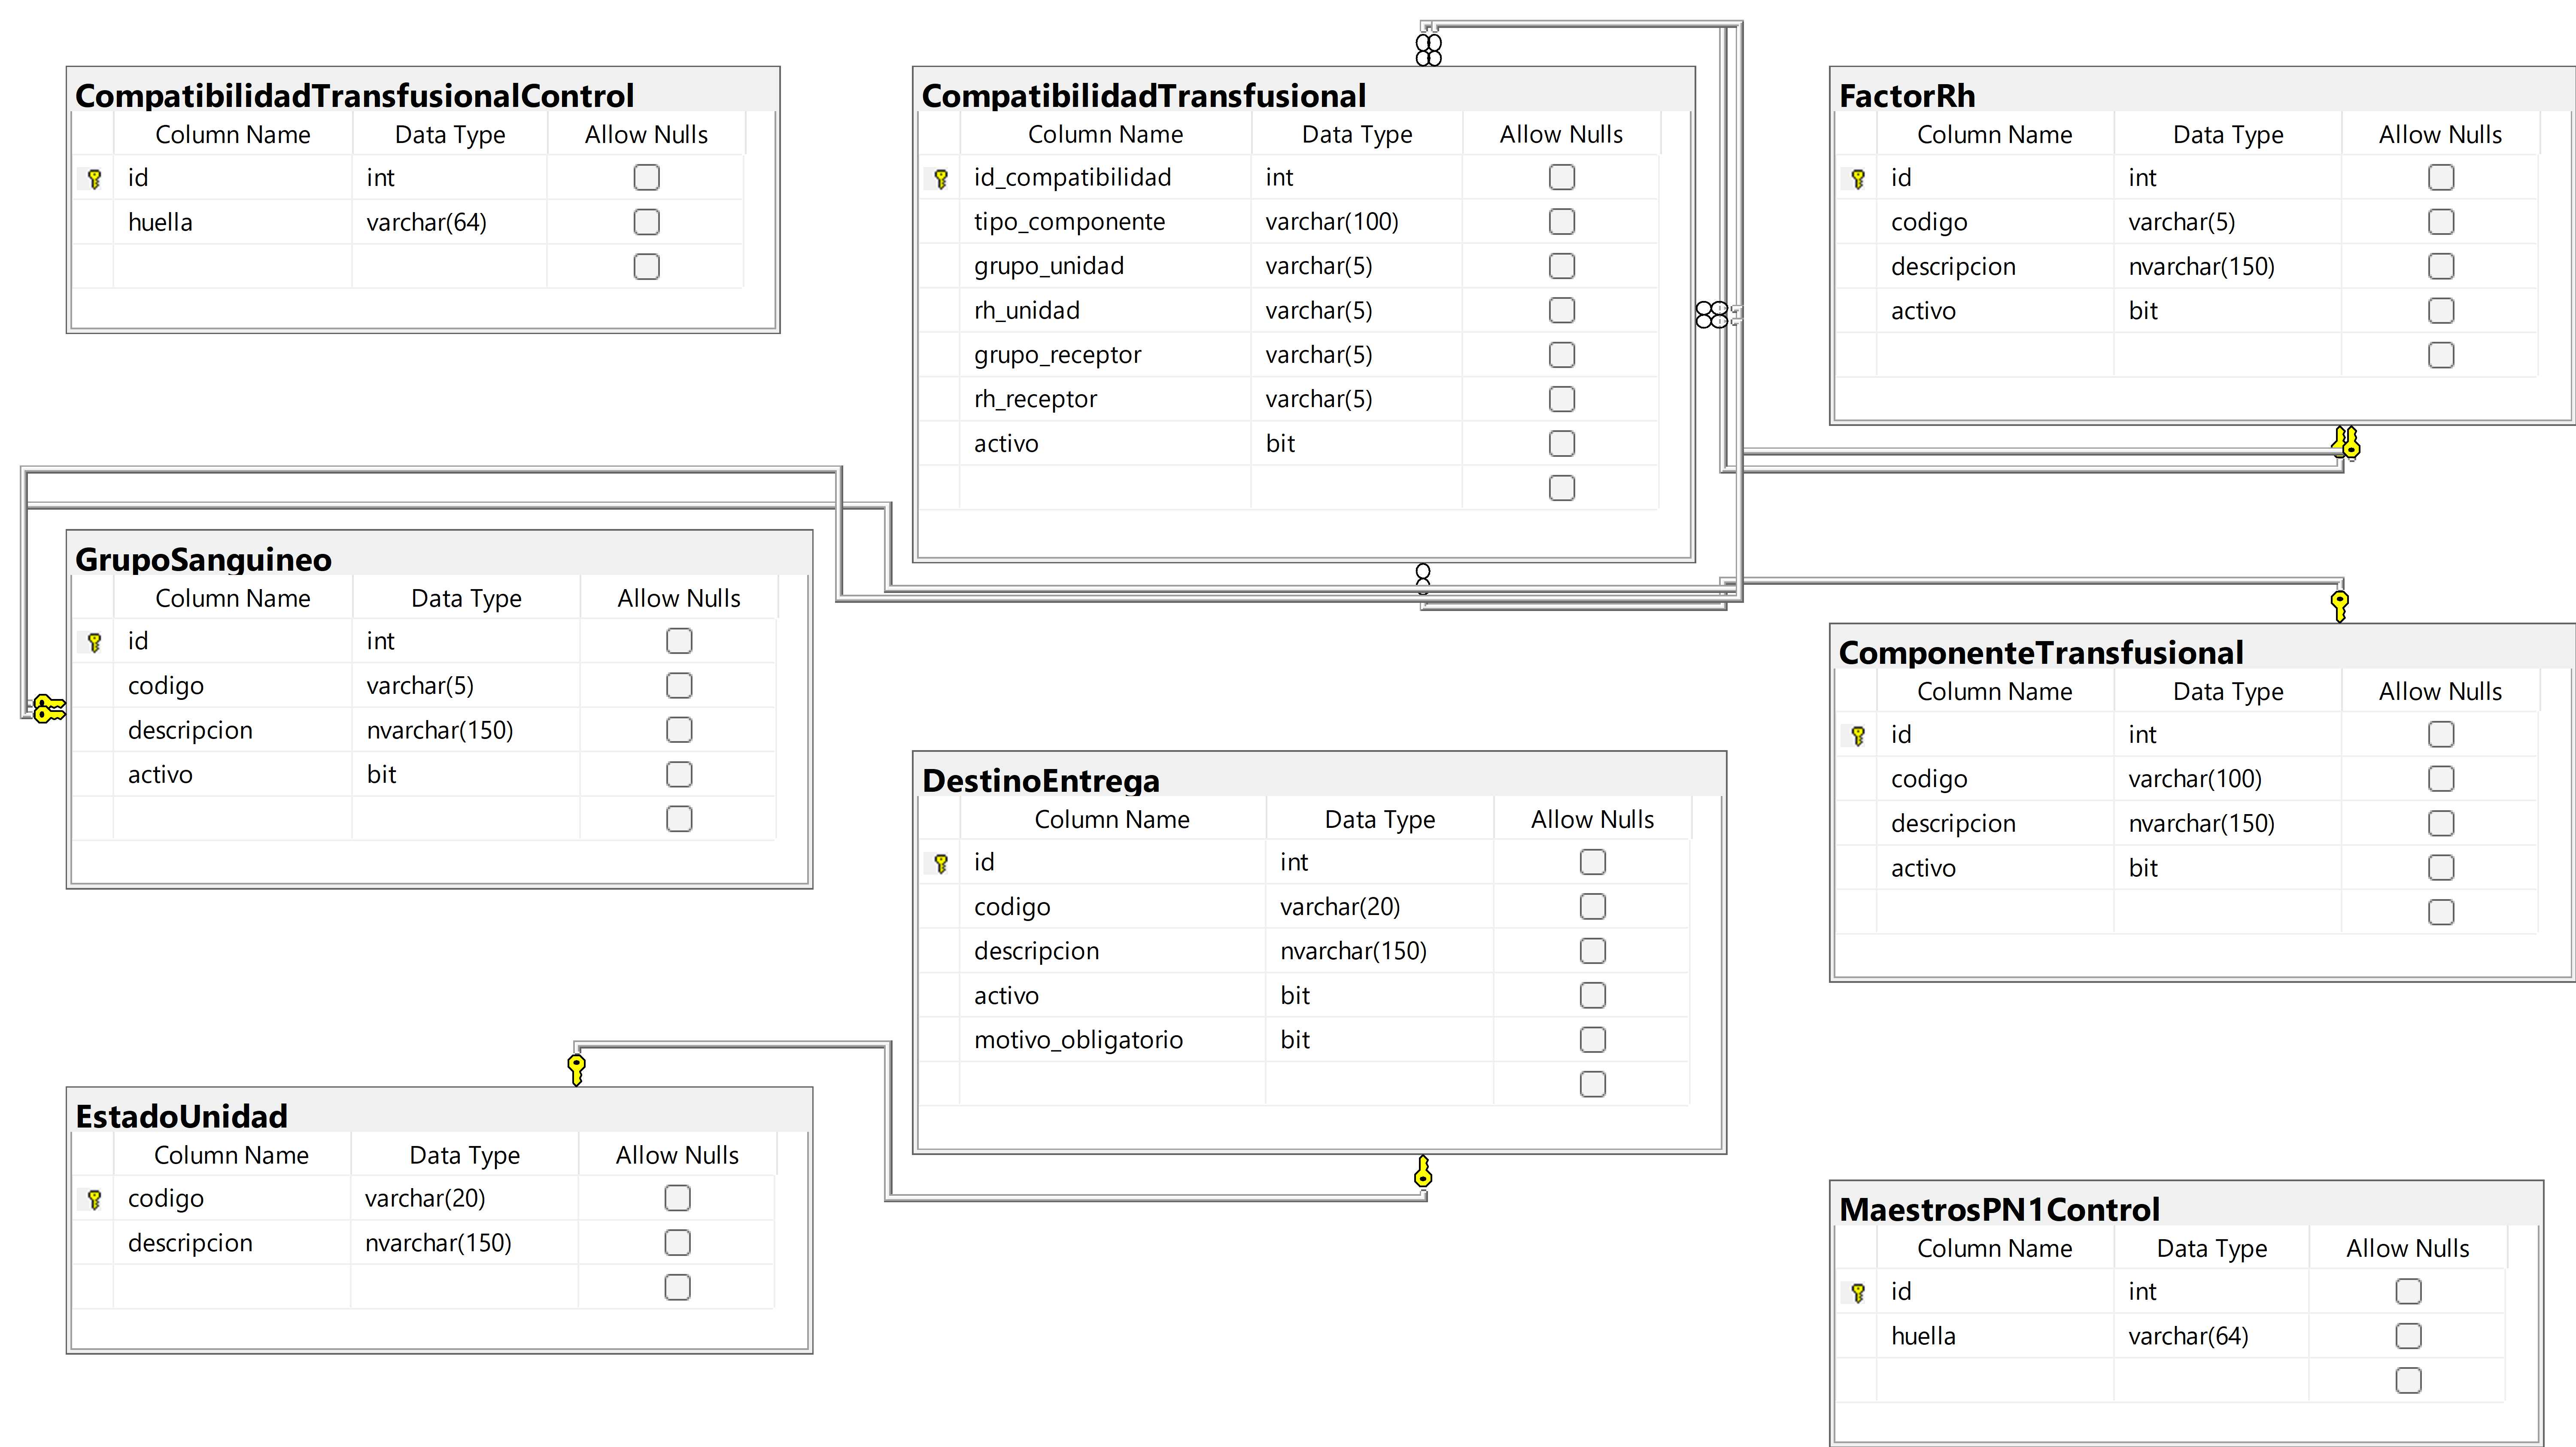 CompatibilidadTransfusionalControl
Column Name Data Type Allow Nulls
id int
huella varchar(64)
CompatibilidadTransfusional
Column Name Data Type Allow Nulls
id_compatibilidad int
tipo_componente varchar(100)
grupo_unidad varchar(5)
rh_unidad varchar(5)
grupo_receptor varchar(5)
rh_receptor varchar(5)
activo bit
FactorRh
Column Name Data Type Allow Nulls
id int
codigo varchar(5)
descripcion nvarchar(150)
activo bit
GrupoSanguineo
Column Name Data Type Allow Nulls
id int
codigo varchar(5)
descripcion nvarchar(150)
activo bit
DestinoEntrega
Column Name Data Type Allow Nulls
id int
codigo varchar(20)
descripcion nvarchar(150)
activo bit
motivo_obligatorio bit
ComponenteTransfusional
Column Name Data Type Allow Nulls
id int
codigo varchar(100)
descripcion nvarchar(150)
activo bit
EstadoUnidad
Column Name Data Type Allow Nulls
codigo varchar(20)
descripcion nvarchar(150)
MaestrosPN1Control
Column Name Data Type Allow Nulls
id int
huella varchar(64)